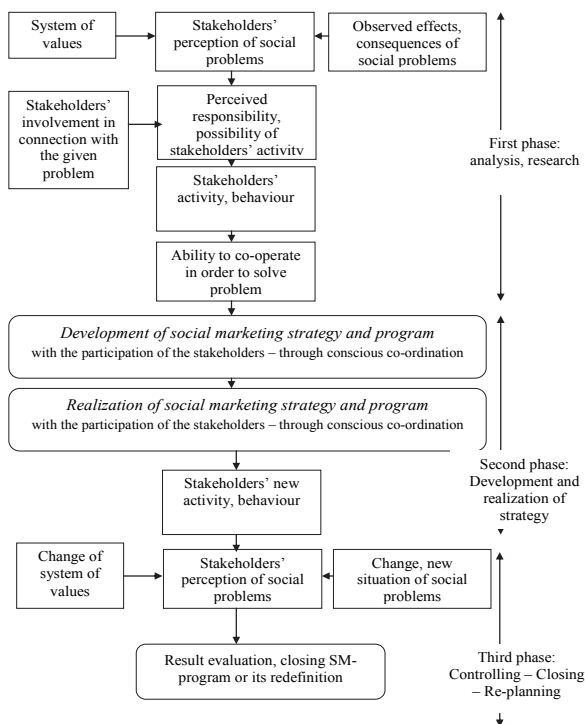 System of
values
Stakeholders’
perception of social
problems
Observed effects,
consequences of
social problems
Stakeholders’
involvement in
connection with
the given
problem
Perceived
responsibility,
possibility of
stakeholders’ activity
Stakeholders’
activity, behaviour
Ability to co-operate
in order to solve
problem
First phase:
analysis, research
Development of social marketing strategy and program
with the participation of the stakeholders – through conscious co-ordination
Realization of social marketing strategy and program
with the participation of the stakeholders – through conscious co-ordination
Stakeholders’ new
activity, behaviour
Second phase:
Development and
realization of
strategy
Change of
system of
values
Stakeholders’
perception of social
problems
Change, new
situation of social
problems
Result evaluation, closing SM-
program or its redefinition
Third phase:
Controlling – Closing
– Re-planning